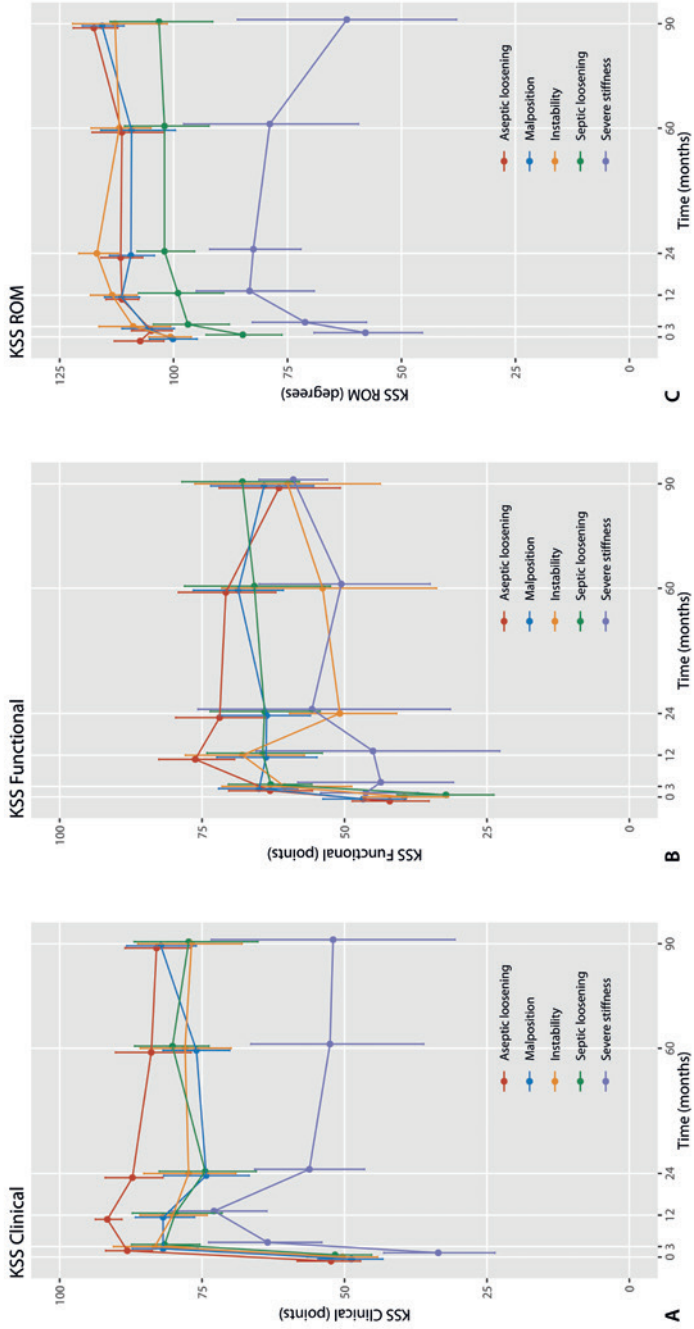 KSS Clinical
KSS Clinical (points)
100
75
50
25
0
0
3
12
24
60
90
Time (months)
Aseptic loosening
Malposition
Instability
Septic loosening
Severe stiffness
A
KSS Functional
KSS Functional (points)
100
75
50
25
0
0
3
12
24
60
90
Time (months)
Aseptic loosening
Malposition
Instability
Septic loosening
Severe stiffness
B
KSS ROM
KSS ROM (degrees)
125
100
75
50
25
0
0
3
12
24
60
90
Time (months)
Aseptic loosening
Malposition
Instability
Septic loosening
Severe stiffness
C